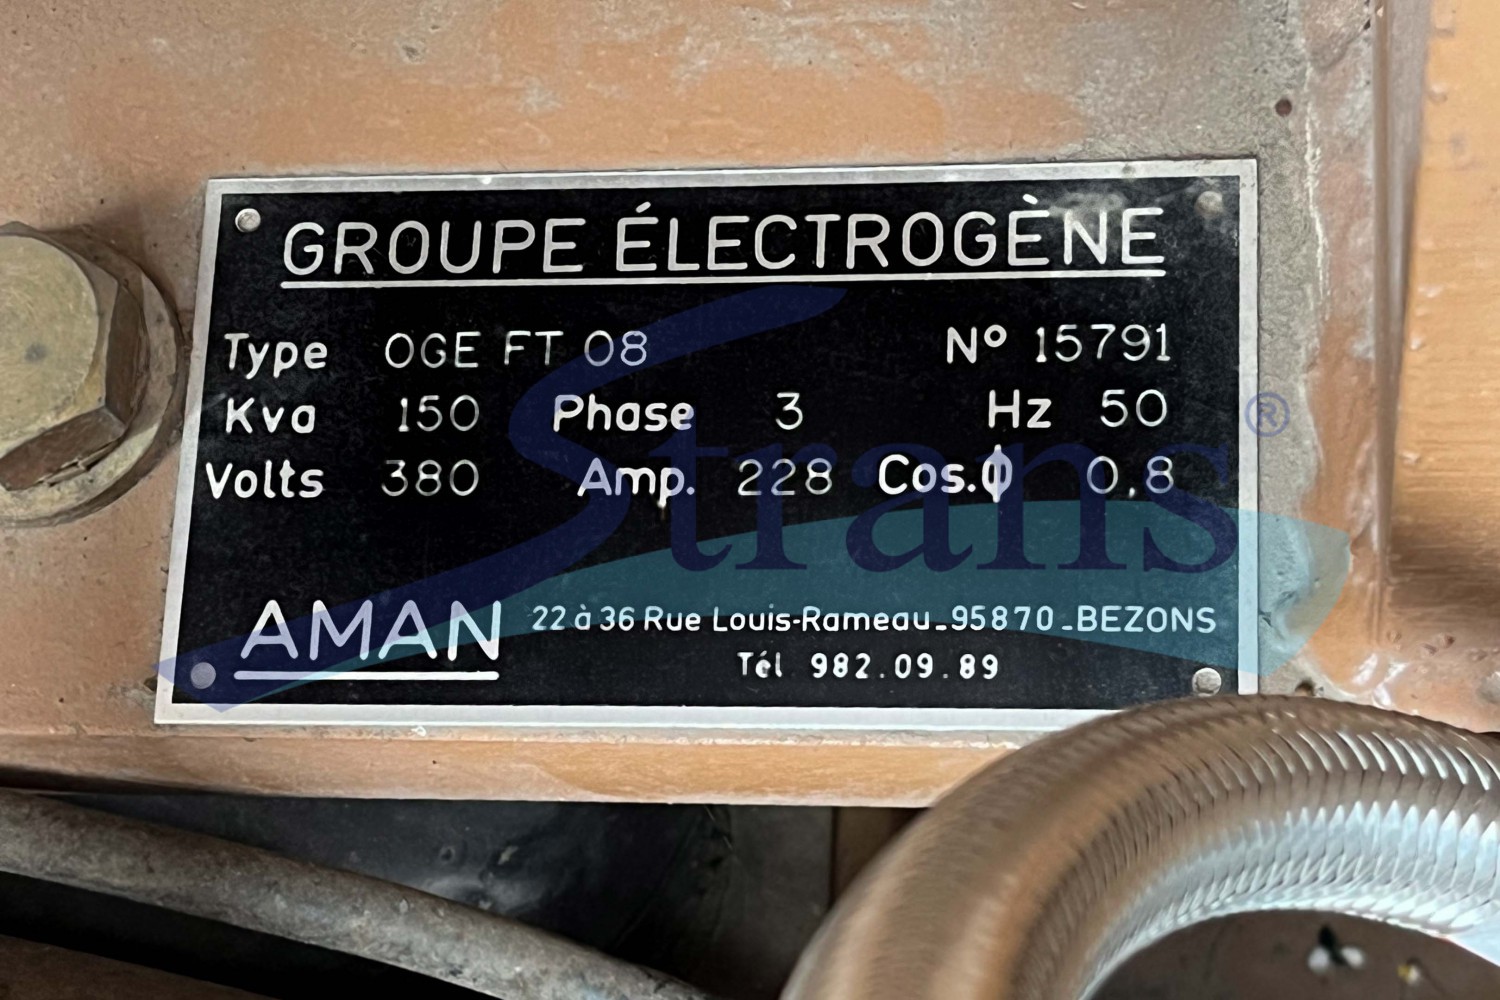 GROUPE ÉLECTROGÈNE
Type OGE FT 08 N° 15791
Kva 150 Phase 3 Hz 50
Volts 380 Amp. 228 Cos.ϕ 0,8
Strans®
AMAN 22 à 36 Rue Louis-Rameau_95870_BEZONS
Tél 982.09.89